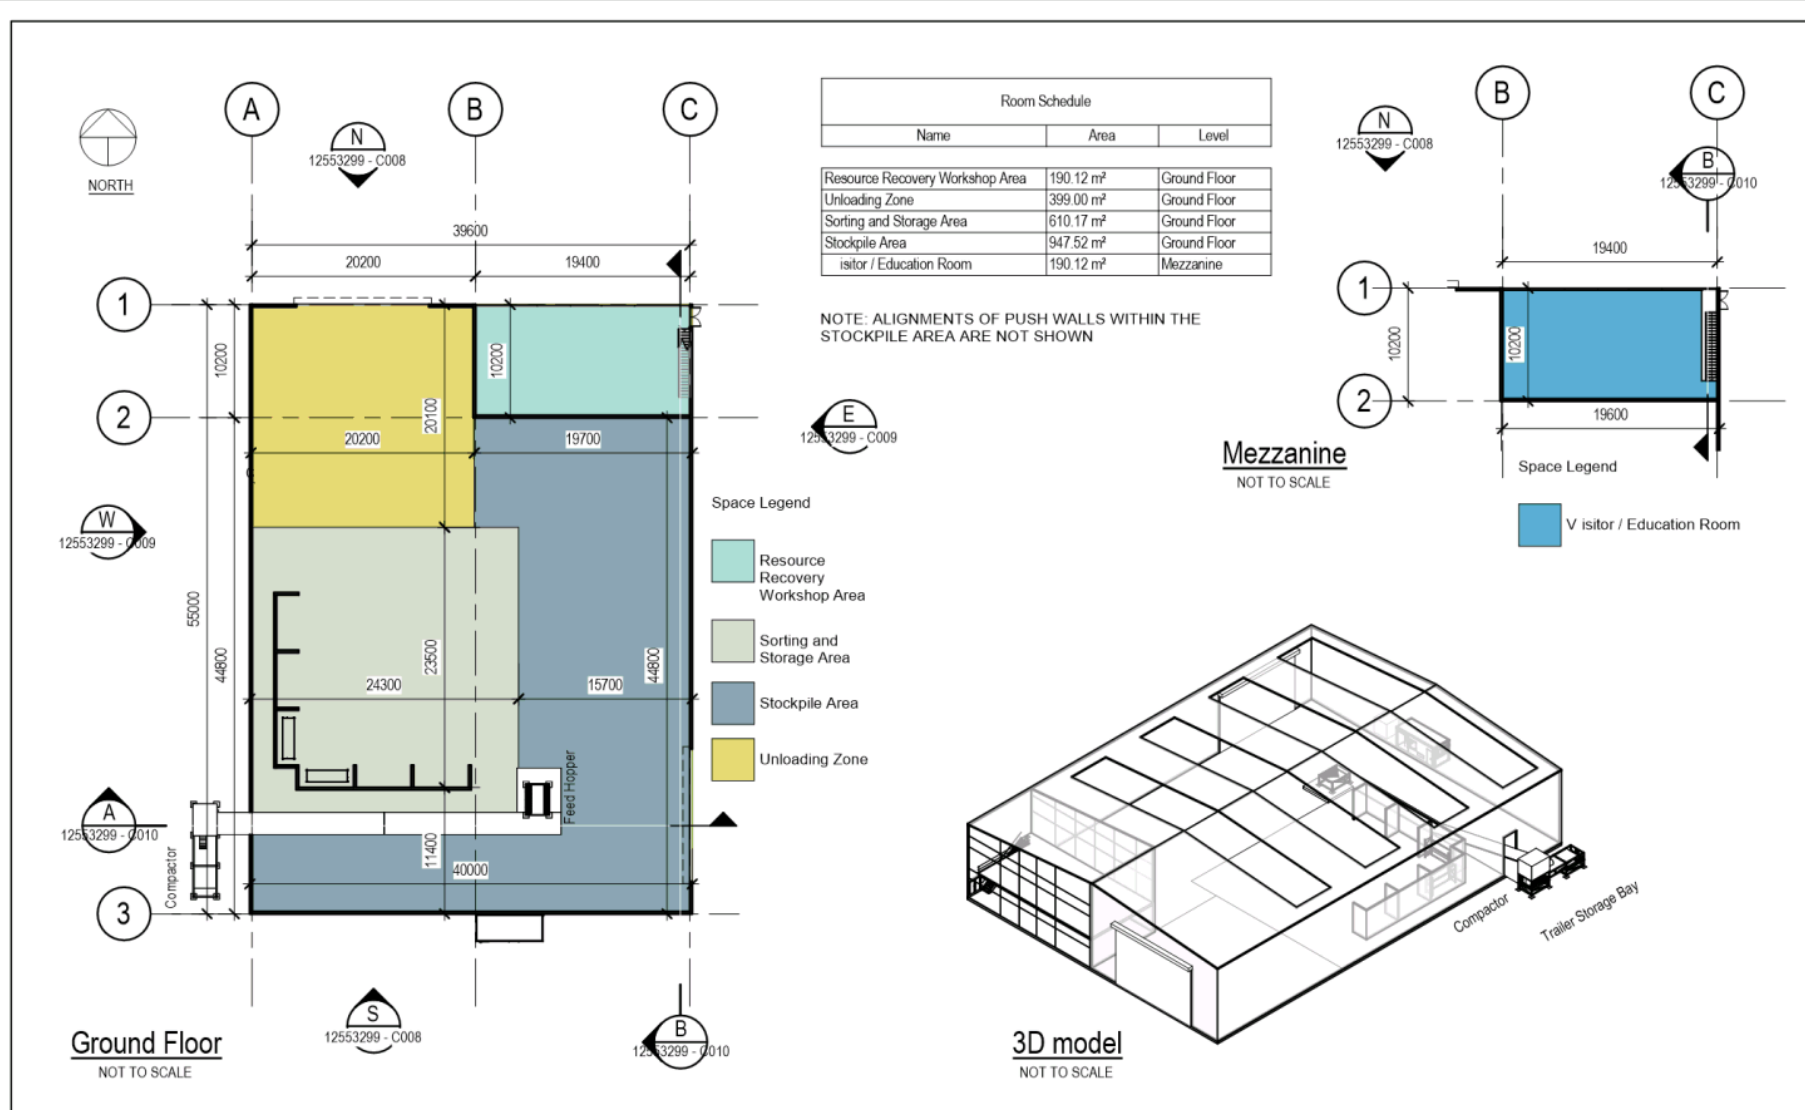 A
B
C
N
12553299 - C008
NORTH
39600
20200
19400
1
10200
10200
2
20100
20200
19700
W
12553299 - C009
55000
44800
23500
44800
24300
15700
Feed Hopper
A
12553299 - C010
Compactor
11400
40000
3
S
12553299 - C008
B
12553299 - C010
Ground Floor
NOT TO SCALE
Room Schedule
Name Area Level
Resource Recovery Workshop Area 190.12 m² Ground Floor
Unloading Zone 399.00 m² Ground Floor
Sorting and Storage Area 610.17 m² Ground Floor
Stockpile Area 947.52 m² Ground Floor
isitor / Education Room 190.12 m² Mezzanine
NOTE: ALIGNMENTS OF PUSH WALLS WITHIN THE
STOCKPILE AREA ARE NOT SHOWN
E
12553299 - C009
Space Legend
Resource
Recovery
Workshop Area
Sorting and
Storage Area
Stockpile Area
Unloading Zone
B
C
N
12553299 - C008
B
12553299 - C010
19400
1
10200
10200
2
19600
Mezzanine
NOT TO SCALE
Space Legend
V isitor / Education Room
Compactor
Trailer Storage Bay
3D model
NOT TO SCALE